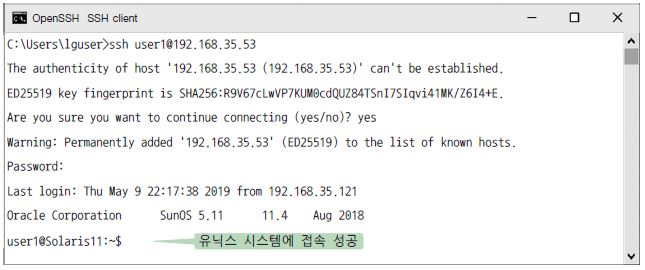 OpenSSH SSH client
C:\Users\lguser>ssh user1@192.168.35.53
The authenticity of host '192.168.35.53 (192.168.35.53)' can't be established.
ED25519 key fingerprint is SHA256:R9V67cLwVP7KUM0cdQUZ84TSnI7SIqvi41MK/Z6I4+E.
Are you sure you want to continue connecting (yes/no)? yes
Warning: Permanently added '192.168.35.53' (ED25519) to the list of known hosts.
Password:
Last login: Thu May 9 22:17:38 2019 from 192.168.35.121
Oracle Corporation SunOS 5.11 11.4 Aug 2018
user1@Solaris11:~$ 유닉스 시스템에 접속 성공